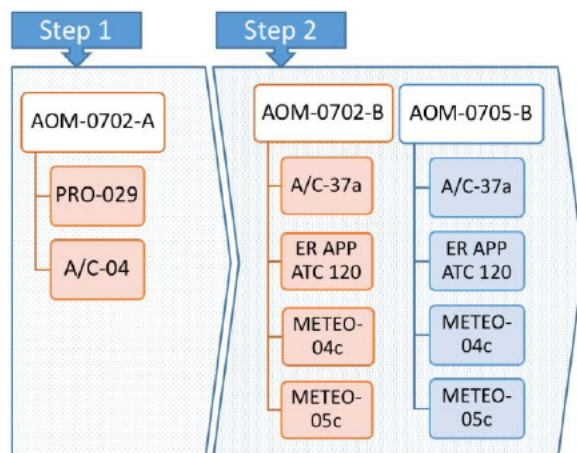 Step 1
Step 2
AOM-0702-A
PRO-029
A/C-04
AOM-0702-B
A/C-37a
ER APP
ATC 120
METEO-
04c
METEO-
05c
AOM-0705-B
A/C-37a
ER APP
ATC 120
METEO-
04c
METEO-
05c